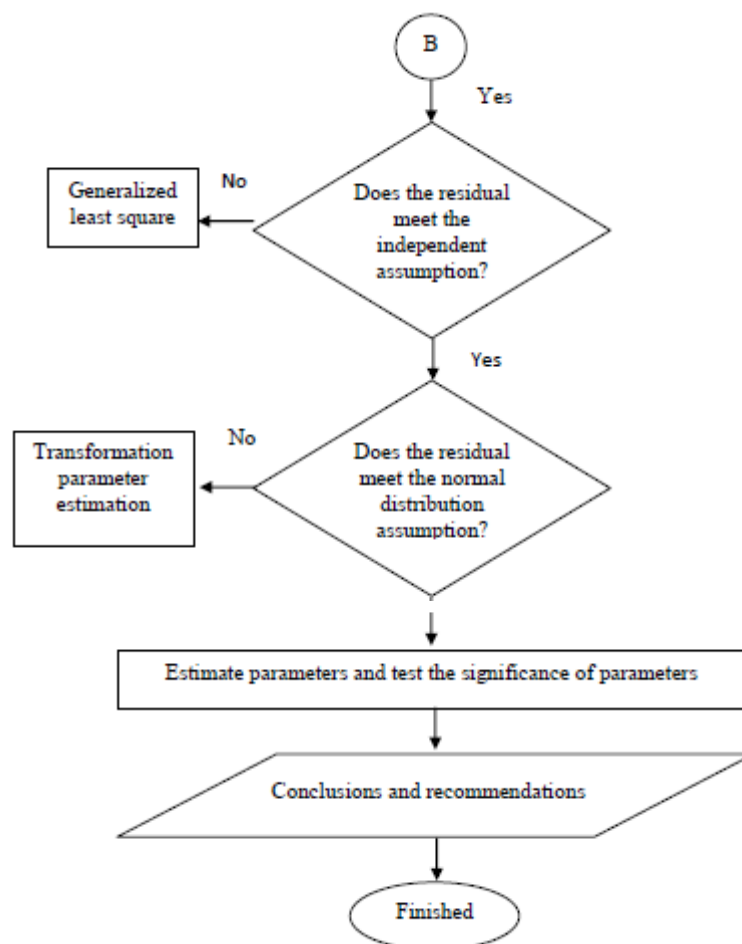 B
Yes
Does the residual
meet the
independent
assumption?
No
Generalized
least square
Yes
Does the residual
meet the normal
distribution
assumption?
No
Transformation
parameter
estimation
Estimate parameters and test the significance of parameters
Conclusions and recommendations
Finished